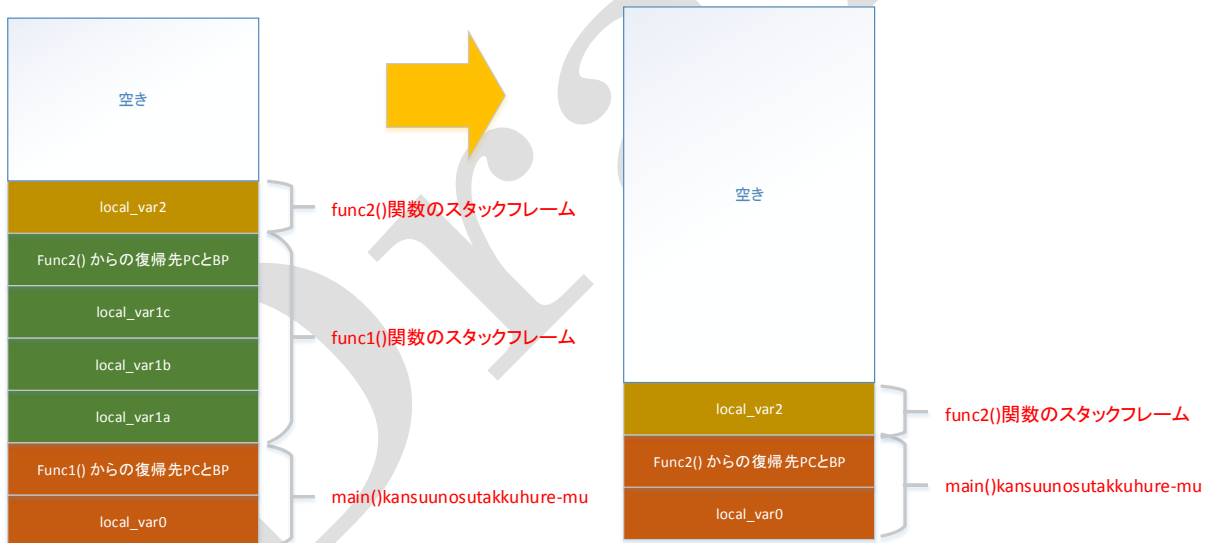 空き
local_var2
func2()関数のスタックフレーム
Func2() からの復帰先PCとBP
local_var1c
func1()関数のスタックフレーム
local_var1b
local_var1a
Func1() からの復帰先PCとBP
main()kansuunosutakkuhure-mu
local_var0
空き
local_var2
func2()関数のスタックフレーム
Func2() からの復帰先PCとBP
main()kansuunosutakkuhure-mu
local_var0